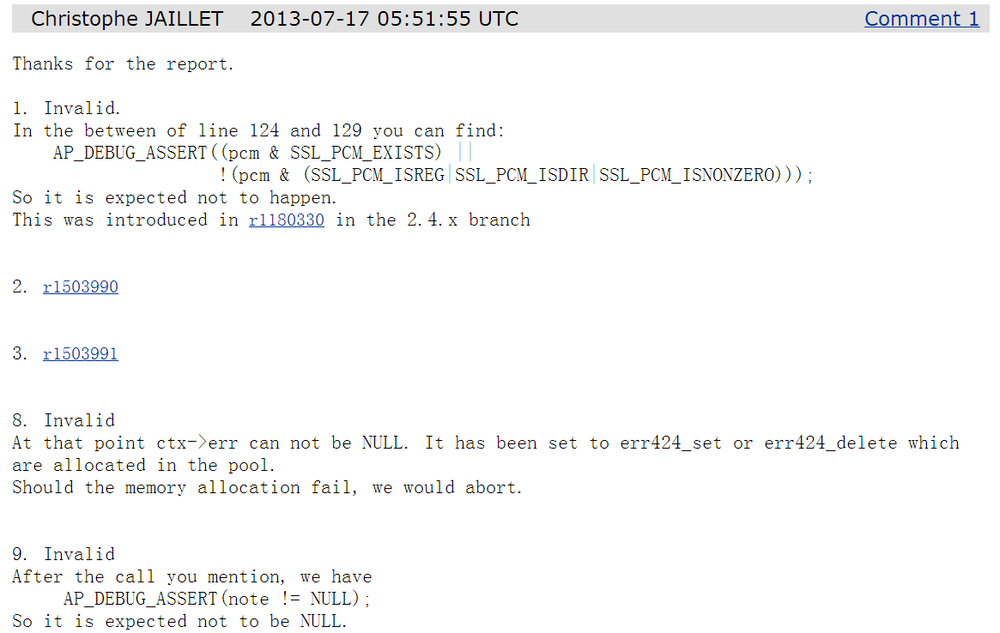 Christophe JAILLET 2013-07-17 05:51:55 UTC Comment 1
Thanks for the report.
1. Invalid.
In the between of line 124 and 129 you can find:
AP_DEBUG_ASSERT((pcm & SSL_PCM_EXISTS) ||
!(pcm & (SSL_PCM_ISREG|SSL_PCM_ISDIR|SSL_PCM_ISNONZERO)));
So it is expected not to happen.
This was introduced in r1180330 in the 2.4.x branch
2. r1503990
3. r1503991
8. Invalid
At that point ctx->err can not be NULL. It has been set to err424_set or err424_delete which
are allocated in the pool.
Should the memory allocation fail, we would abort.
9. Invalid
After the call you mention, we have
AP_DEBUG_ASSERT(note != NULL);
So it is expected not to be NULL.